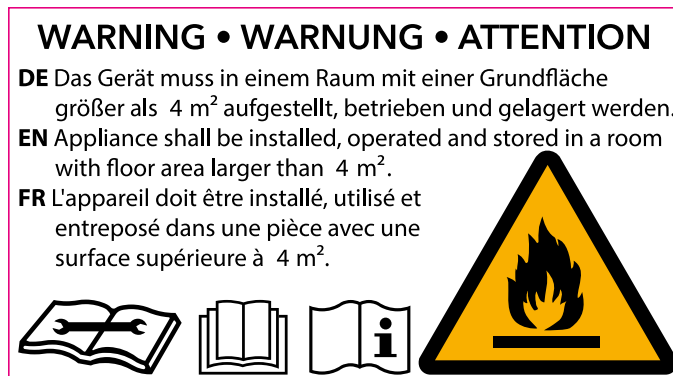 WARNING • WARNUNG • ATTENTION
DE Das Gerät muss in einem Raum mit einer Grundfläche
größer als 4 m² aufgestellt, betrieben und gelagert werden.
EN Appliance shall be installed, operated and stored in a room
with floor area larger than 4 m².
FR L'appareil doit être installé, utilisé et
entreposé dans une pièce avec une
surface supérieure à 4 m².
i